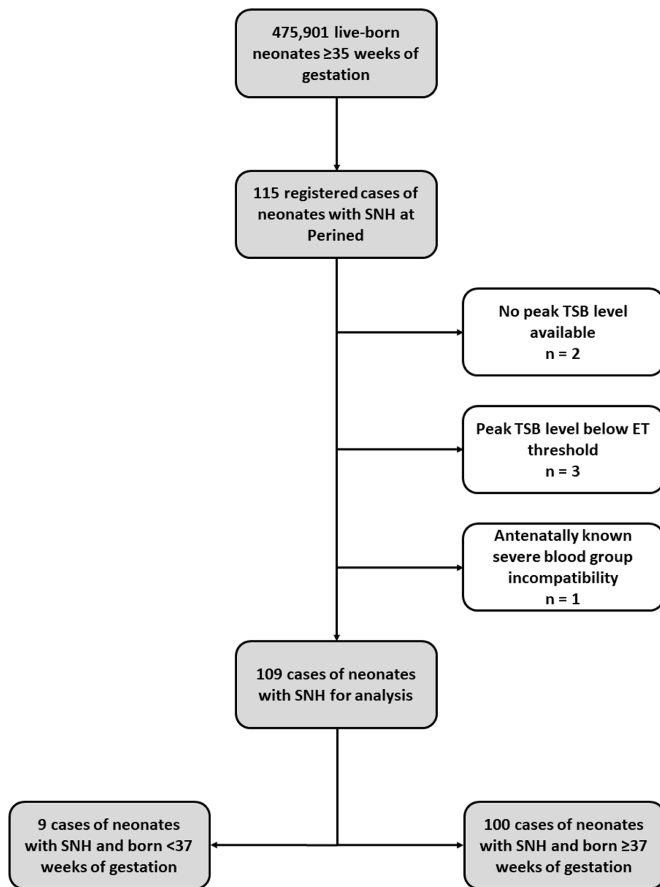 475,901 live-born
neonates ≥35 weeks of
gestation
115 registered cases of
neonates with SNH at
Perined
No peak TSB level
available
n = 2
Peak TSB level below ET
threshold
n = 3
Antenatally known
severe blood group
incompatibility
n = 1
109 cases of neonates
with SNH for analysis
9 cases of neonates
with SNH and born <37
weeks of gestation
100 cases of neonates
with SNH and born ≥37
weeks of gestation